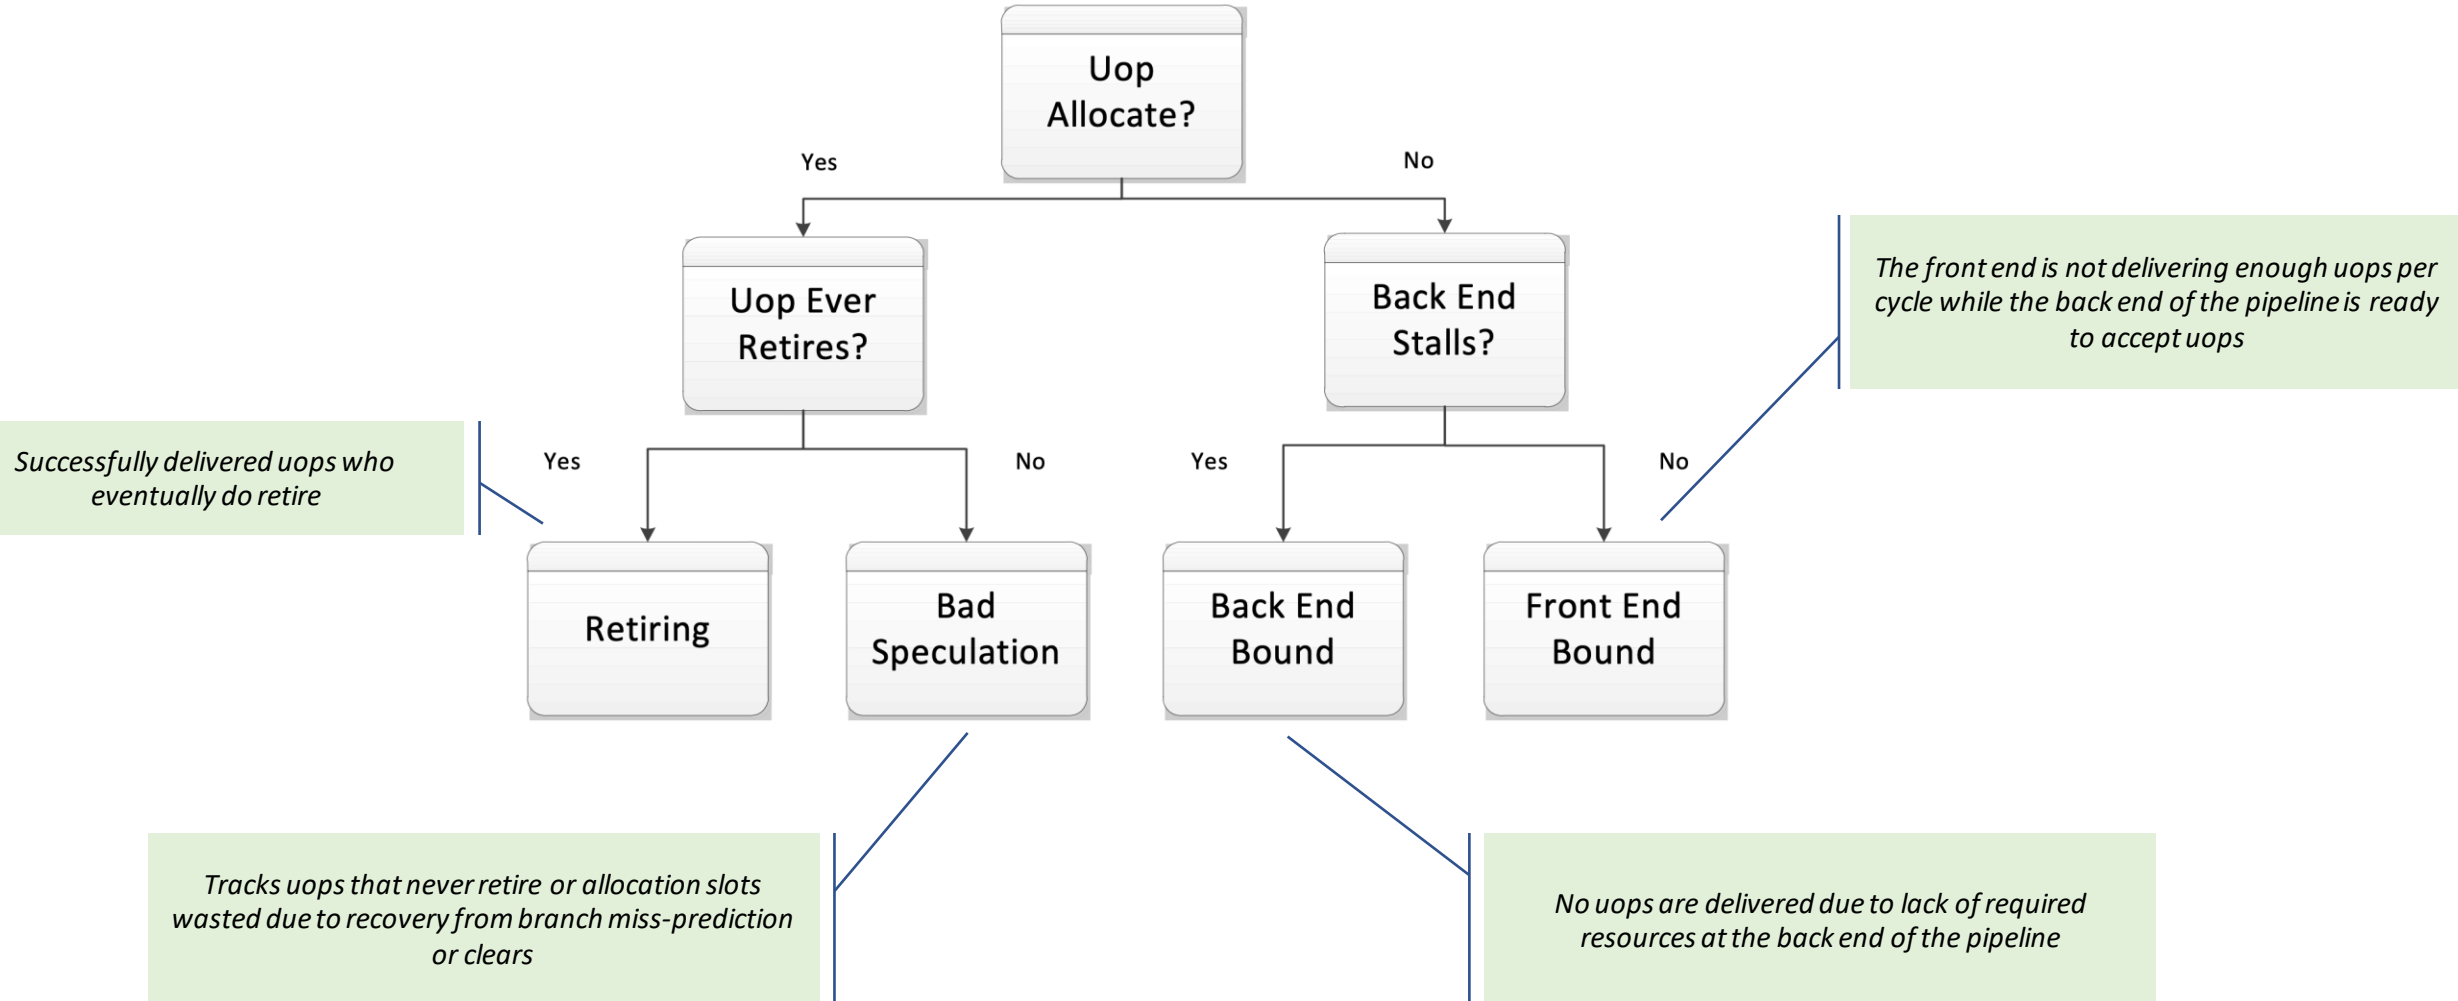 Uop
Allocate?
Yes
No
Uop Ever
Retires?
Back End
Stalls?
The front end is not delivering enough uops per
cycle while the back end of the pipeline is ready
to accept uops
Successfully delivered uops who
eventually do retire
Yes
No
Yes
No
Retiring
Bad
Speculation
Back End
Bound
Front End
Bound
Tracks uops that never retire or allocation slots
wasted due to recovery from branch miss-prediction
or clears
No uops are delivered due to lack of required
resources at the back end of the pipeline